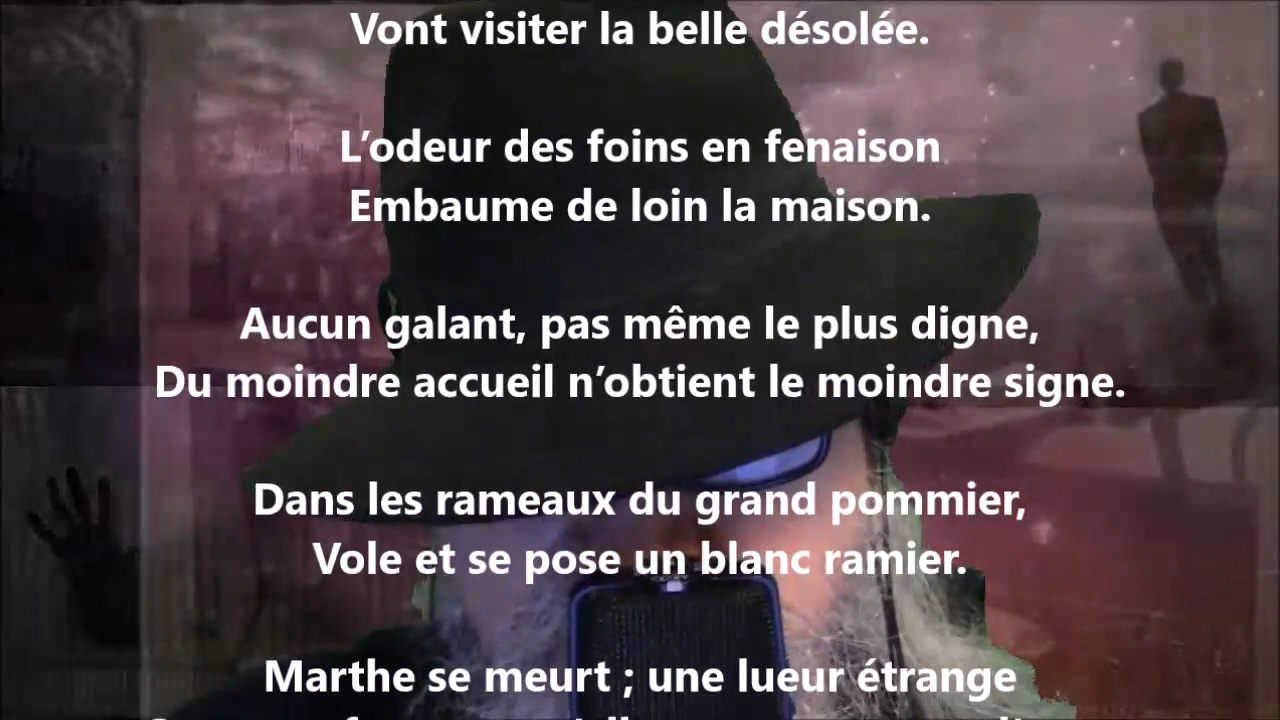 Vont visiter la belle désolée.
L’odeur des foins en fenaison
Embaume de loin la maison.
Aucun galant, pas même le plus digne,
Du moindre accueil n’obtient le moindre signe.
Dans les rameaux du grand pommier,
Vole et se pose un blanc ramier.
Marthe se meurt ; une lueur étrange